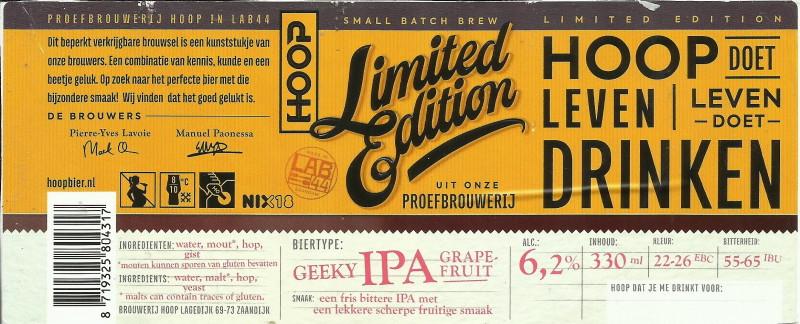 PROEFBROUWERIJ HOOP IN LAB44
Dit beperkt verkrijgbare brouwsel is een kunststukje van
onze brouwers. Een combinatie van kennis, kunde en een
beetje geluk. Op zoek naar het perfecte bier met die
bijzondere smaak! Wij vinden dat het goed gelukt is.
DE BROUWERS
Pierre-Yves Lavoie Manuel Paonessa
hoopbier.nl
8
10 °C
NIX18
8 719325 804317
INGREDIENTEN: water, mout*, hop,
gist
*mouten kunnen sporen van gluten bevatten
INGREDIENTS: water, malt*, hop,
yeast
* malts can contain traces of gluten.
BROUWERIJ HOOP LAGEDIJK 69-73 ZAANDIJK
HOOP
SMALL BATCH BREW
Limited
Edition
LAB
44
UIT ONZE
PROEFBROUWERIJ
LIMITED EDITION
HOOP DOET
LEVEN LEVEN
DOET
DRINKEN
BIERTYPE:
GEEKY IPA GRAPE-
FRUIT
SMAAK: een fris bittere IPA met
een lekkere scherpe fruitige smaak
ALC.:
6,2%
INHOUD:
330 ml
KLEUR:
22-26 EBC
BITTERHEID:
55-65 IBU
HOOP DAT JE ME DRINKT VOOR: